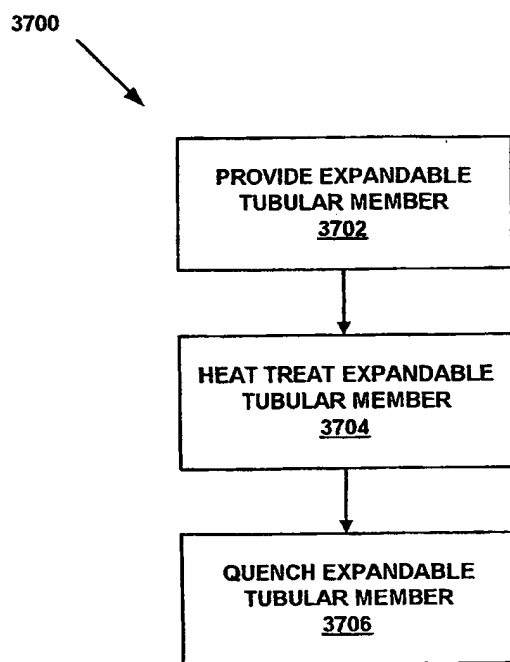 3700
PROVIDE EXPANDABLE
TUBULAR MEMBER
3702
HEAT TREAT EXPANDABLE
TUBULAR MEMBER
3704
QUENCH EXPANDABLE
TUBULAR MEMBER
3706